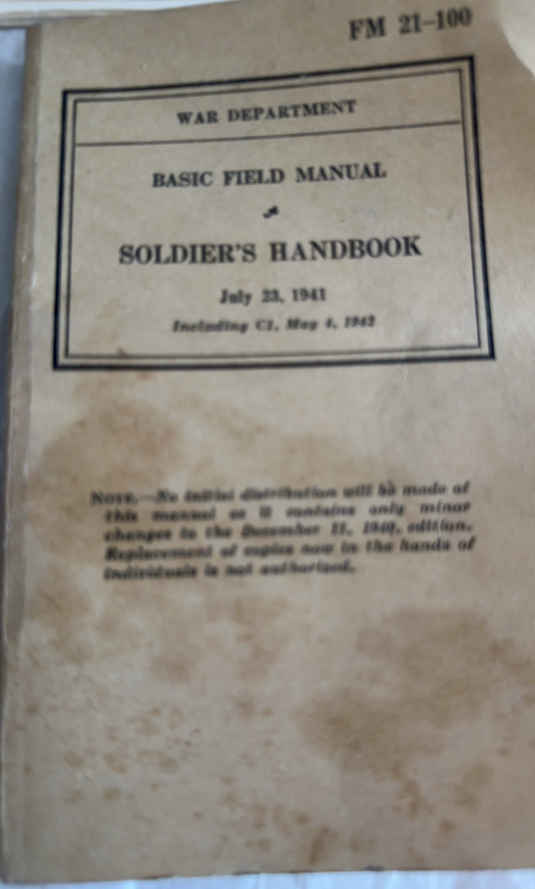 FM 21–100
WAR DEPARTMENT
BASIC FIELD MANUAL
SOLDIER'S HANDBOOK
July 23, 1941
Including C1, May 4, 1942
NOTE.—No initial distribution will be made of
this manual as it contains only minor
changes to the December 11, 1940, edition.
Replacement of copies now in the hands of
individuals is not authorized.